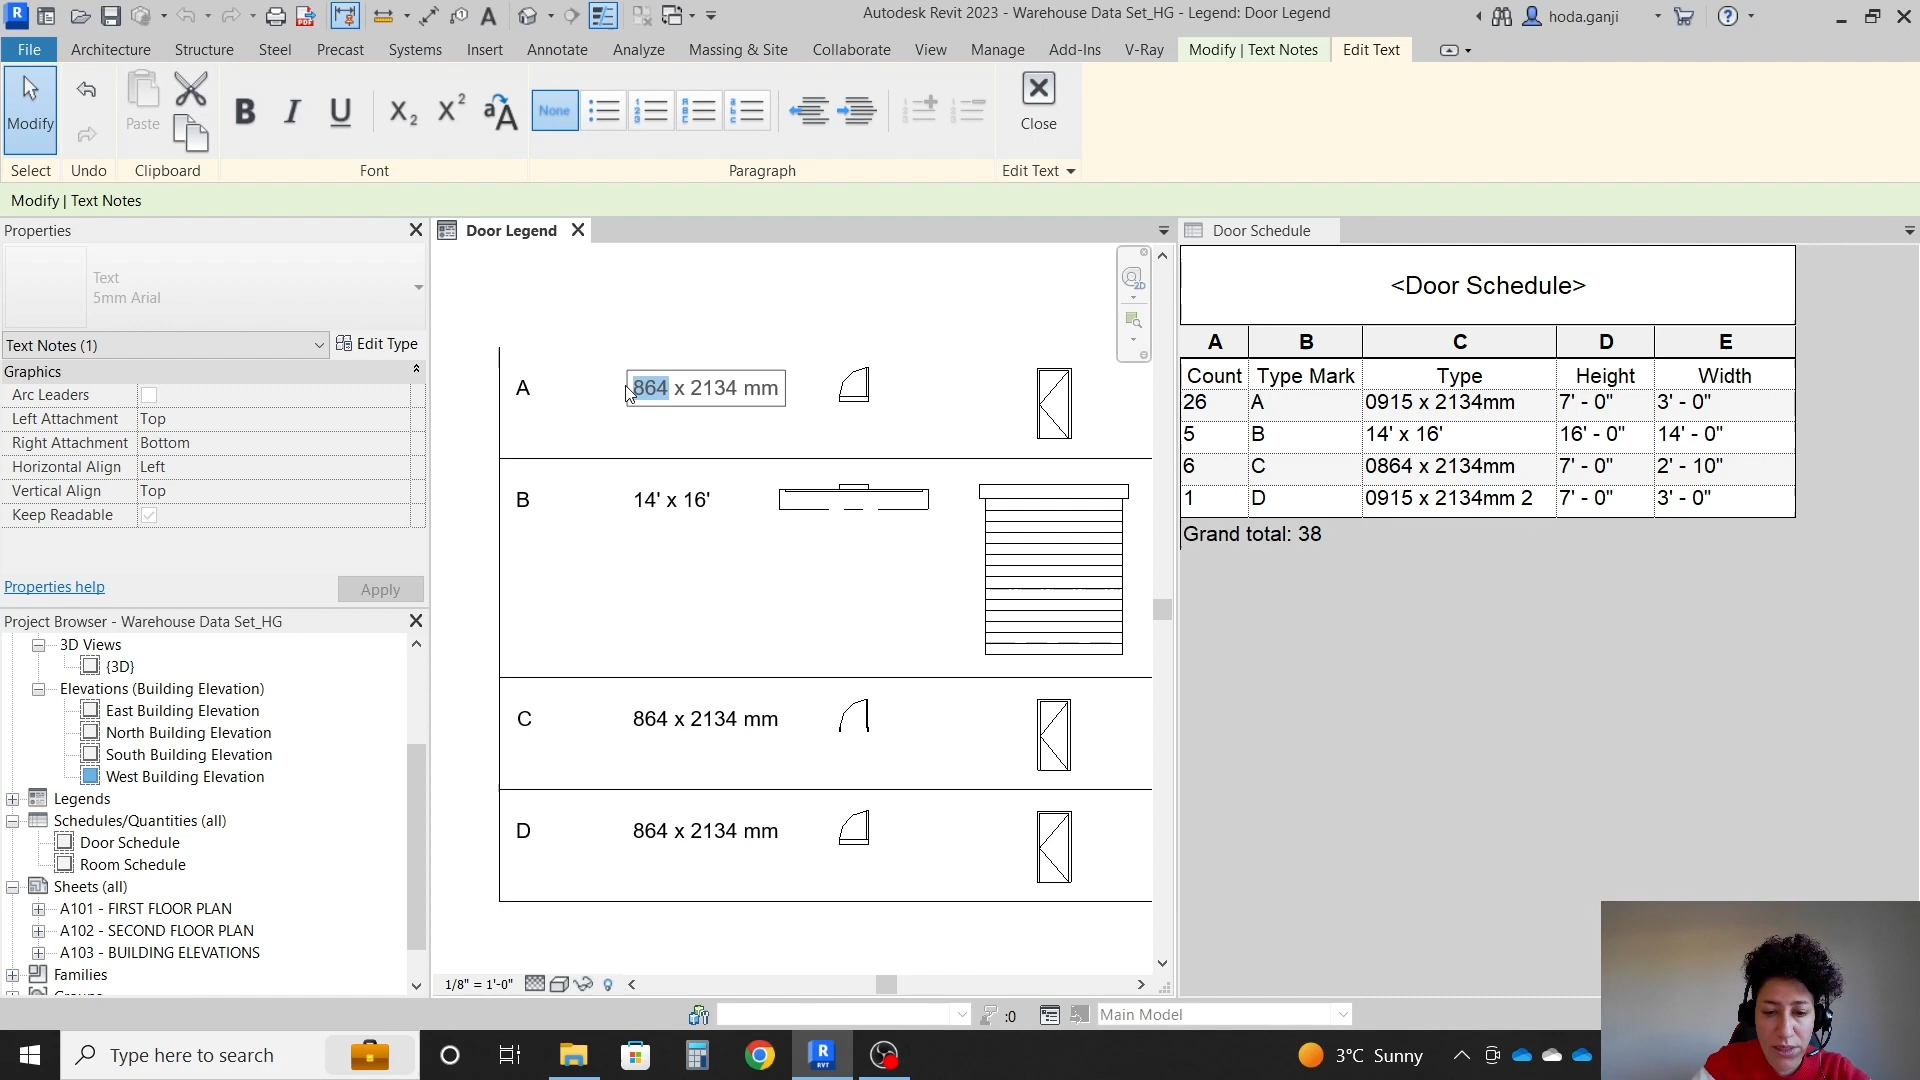 Autodesk Revit 2023 - Warehouse Data Set_HG - Legend: Door Legend
hoda.ganji
File Architecture Structure Steel Precast Systems Insert Annotate Analyze Massing & Site Collaborate View Manage Add-Ins V-Ray Modify | Text Notes Edit Text
Modify Paste None Close
Select Undo Clipboard Font Paragraph Edit Text
Modify | Text Notes
Properties
Text
5mm Arial
Text Notes (1) Edit Type
Graphics
Arc Leaders
Left Attachment Top
Right Attachment Bottom
Horizontal Align Left
Vertical Align Top
Keep Readable
Properties help Apply
Project Browser - Warehouse Data Set_HG
3D Views
{3D}
Elevations (Building Elevation)
East Building Elevation
North Building Elevation
South Building Elevation
West Building Elevation
Legends
Schedules/Quantities (all)
Door Schedule
Room Schedule
Sheets (all)
A101 - FIRST FLOOR PLAN
A102 - SECOND FLOOR PLAN
A103 - BUILDING ELEVATIONS
Families
Door Legend
A 864 x 2134 mm
B 14' x 16'
C 864 x 2134 mm
D 864 x 2134 mm
1/8" = 1'-0"
Door Schedule
<Door Schedule>
A B C D E
Count Type Mark Type Height Width
26 A 0915 x 2134mm 7' - 0" 3' - 0"
5 B 14' x 16' 16' - 0" 14' - 0"
6 C 0864 x 2134mm 7' - 0" 2' - 10"
1 D 0915 x 2134mm 2 7' - 0" 3' - 0"
Grand total: 38
:0 Main Model
Type here to search
3°C Sunny